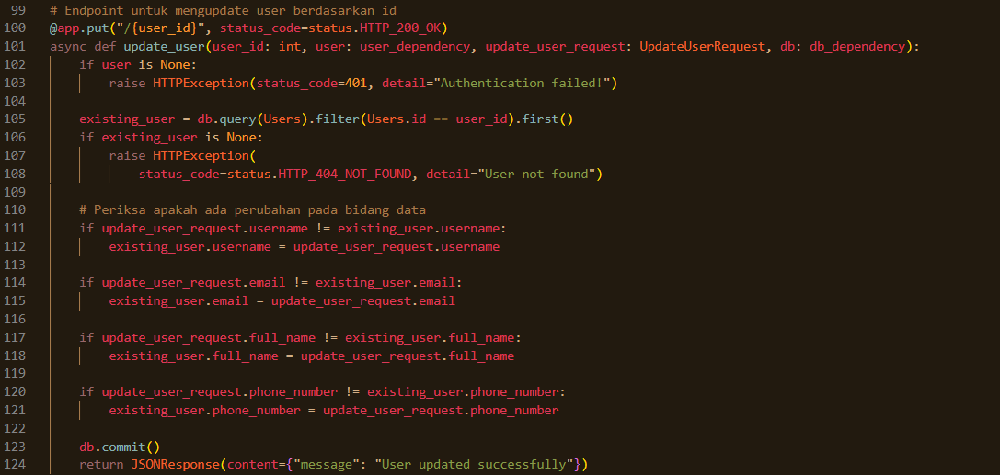 99 # Endpoint untuk mengupdate user berdasarkan id
100 @app.put("/{user_id}", status_code=status.HTTP_200_OK)
101 async def update_user(user_id: int, user: user_dependency, update_user_request: UpdateUserRequest, db: db_dependency):
102     if user is None:
103         raise HTTPException(status_code=401, detail="Authentication failed!")
104
105     existing_user = db.query(Users).filter(Users.id == user_id).first()
106     if existing_user is None:
107         raise HTTPException(
108             status_code=status.HTTP_404_NOT_FOUND, detail="User not found")
109
110     # Periksa apakah ada perubahan pada bidang data
111     if update_user_request.username != existing_user.username:
112         existing_user.username = update_user_request.username
113
114     if update_user_request.email != existing_user.email:
115         existing_user.email = update_user_request.email
116
117     if update_user_request.full_name != existing_user.full_name:
118         existing_user.full_name = update_user_request.full_name
119
120     if update_user_request.phone_number != existing_user.phone_number:
121         existing_user.phone_number = update_user_request.phone_number
122
123     db.commit()
124     return JSONResponse(content={"message": "User updated successfully"})